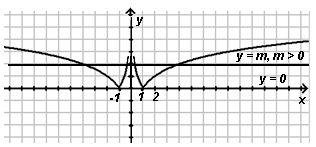 y
y = m, m > 0
y = 0
-1 1 2 x